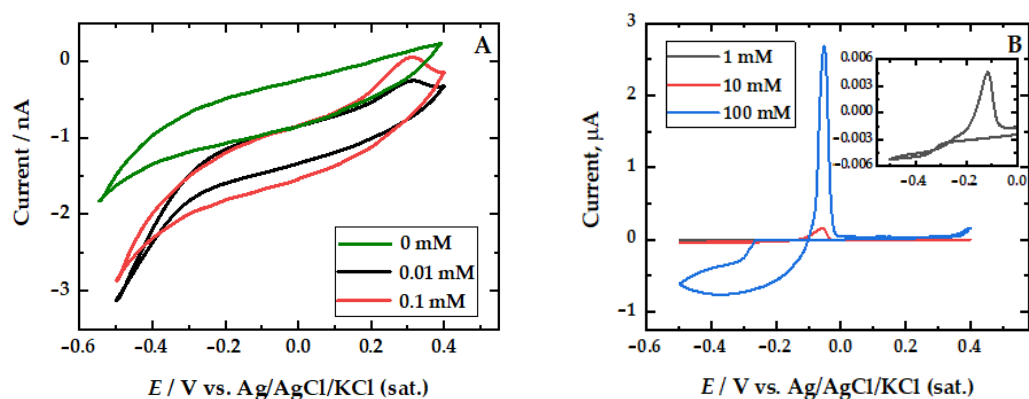 A
Current / nA
0
−1
−2
−3
0 mM
0.01 mM
0.1 mM
−0.6 −0.4 −0.2 0.0 0.2 0.4
E / V vs. Ag/AgCl/KCl (sat.)
B
Current, µA
3
2
1
0
−1
1 mM
10 mM
100 mM
0.006
0.003
0.000
−0.003
−0.006
−0.4 −0.2 0.0
−0.6 −0.4 −0.2 0.0 0.2 0.4
E / V vs. Ag/AgCl/KCl (sat.)